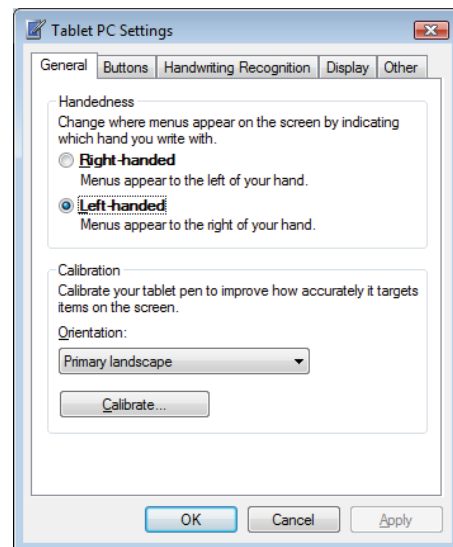 Tablet PC Settings
General Buttons Handwriting Recognition Display Other
Handedness
Change where menus appear on the screen by indicating
which hand you write with.
Right-handed
Menus appear to the left of your hand.
Left-handed
Menus appear to the right of your hand.
Calibration
Calibrate your tablet pen to improve how accurately it targets
items on the screen.
Orientation:
Primary landscape
Calibrate...
OK Cancel Apply